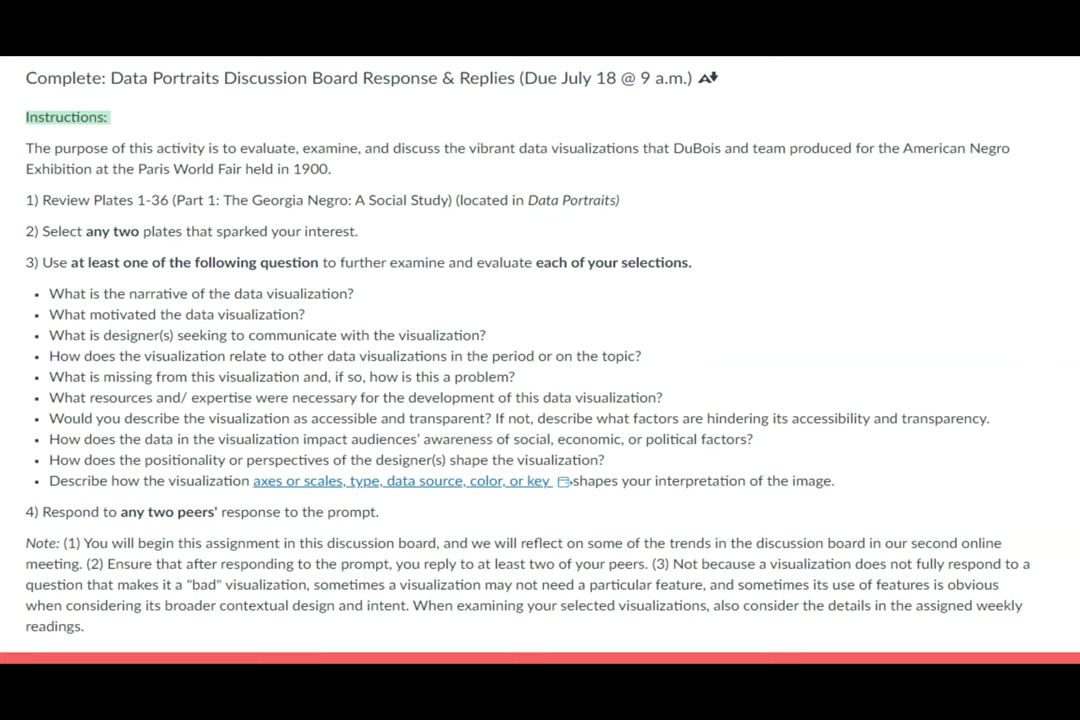 Complete: Data Portraits Discussion Board Response & Replies (Due July 18 @ 9 a.m.)
Instructions:
The purpose of this activity is to evaluate, examine, and discuss the vibrant data visualizations that DuBois and team produced for the American Negro
Exhibition at the Paris World Fair held in 1900.
1) Review Plates 1-36 (Part 1: The Georgia Negro: A Social Study) (located in Data Portraits)
2) Select any two plates that sparked your interest.
3) Use at least one of the following question to further examine and evaluate each of your selections.
• What is the narrative of the data visualization?
• What motivated the data visualization?
• What is designer(s) seeking to communicate with the visualization?
• How does the visualization relate to other data visualizations in the period or on the topic?
• What is missing from this visualization and, if so, how is this a problem?
• What resources and/ expertise were necessary for the development of this data visualization?
• Would you describe the visualization as accessible and transparent? If not, describe what factors are hindering its accessibility and transparency.
• How does the data in the visualization impact audiences' awareness of social, economic, or political factors?
• How does the positionality or perspectives of the designer(s) shape the visualization?
• Describe how the visualization axes or scales, type, data source, color, or key shapes your interpretation of the image.
4) Respond to any two peers' response to the prompt.
Note: (1) You will begin this assignment in this discussion board, and we will reflect on some of the trends in the discussion board in our second online
meeting. (2) Ensure that after responding to the prompt, you reply to at least two of your peers. (3) Not because a visualization does not fully respond to a
question that makes it a "bad" visualization, sometimes a visualization may not need a particular feature, and sometimes its use of features is obvious
when considering its broader contextual design and intent. When examining your selected visualizations, also consider the details in the assigned weekly
readings.